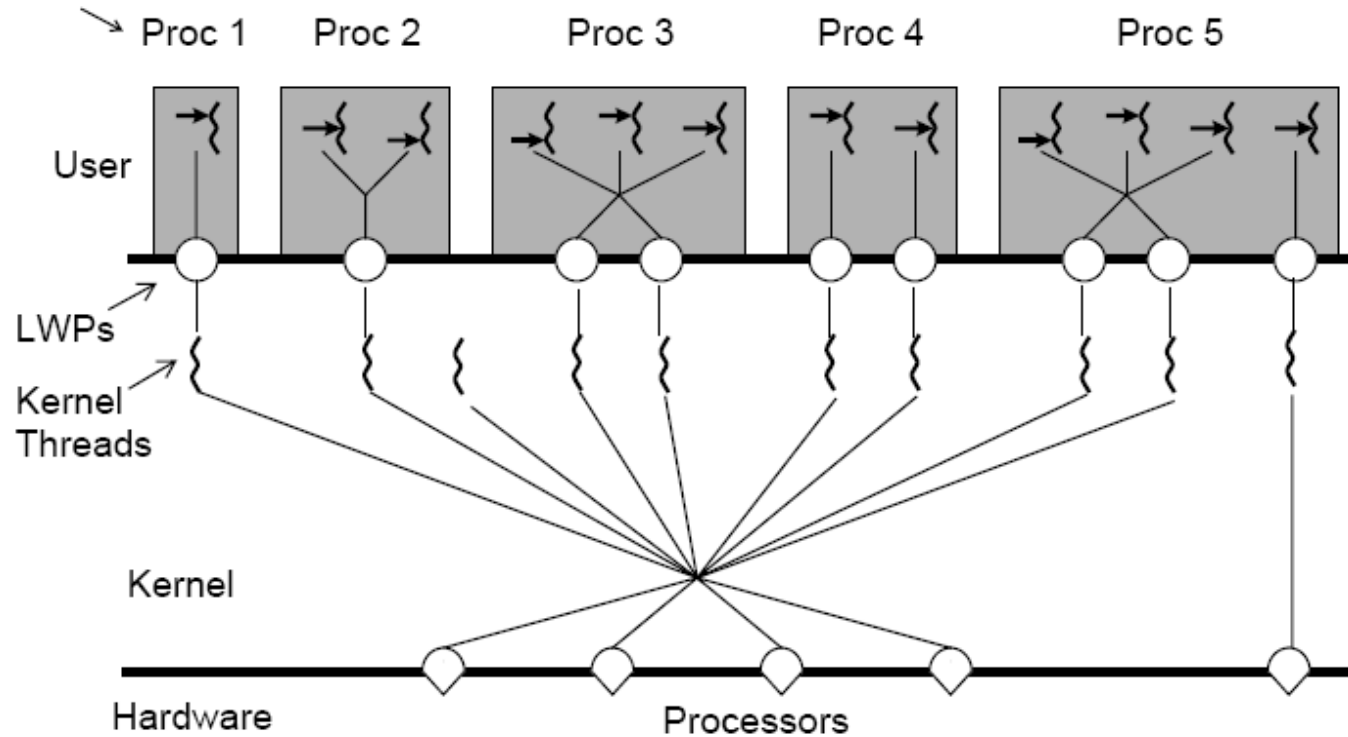 Proc 1 Proc 2 Proc 3 Proc 4 Proc 5
User
LWPs
Kernel
Threads
Kernel
Hardware Processors